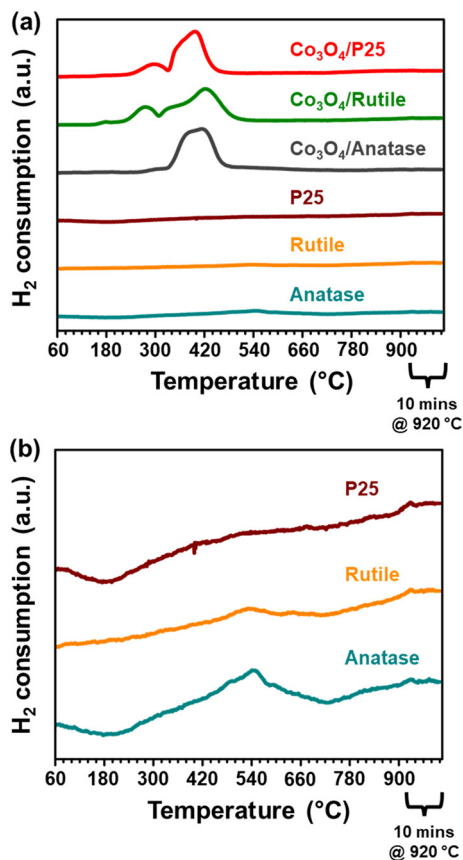 (a)
H₂ consumption (a.u.)
Co₃O₄/P25
Co₃O₄/Rutile
Co₃O₄/Anatase
P25
Rutile
Anatase
60 180 300 420 540 660 780 900
Temperature (°C)
10 mins
@ 920 °C
(b)
H₂ consumption (a.u.)
P25
Rutile
Anatase
60 180 300 420 540 660 780 900
Temperature (°C)
10 mins
@ 920 °C